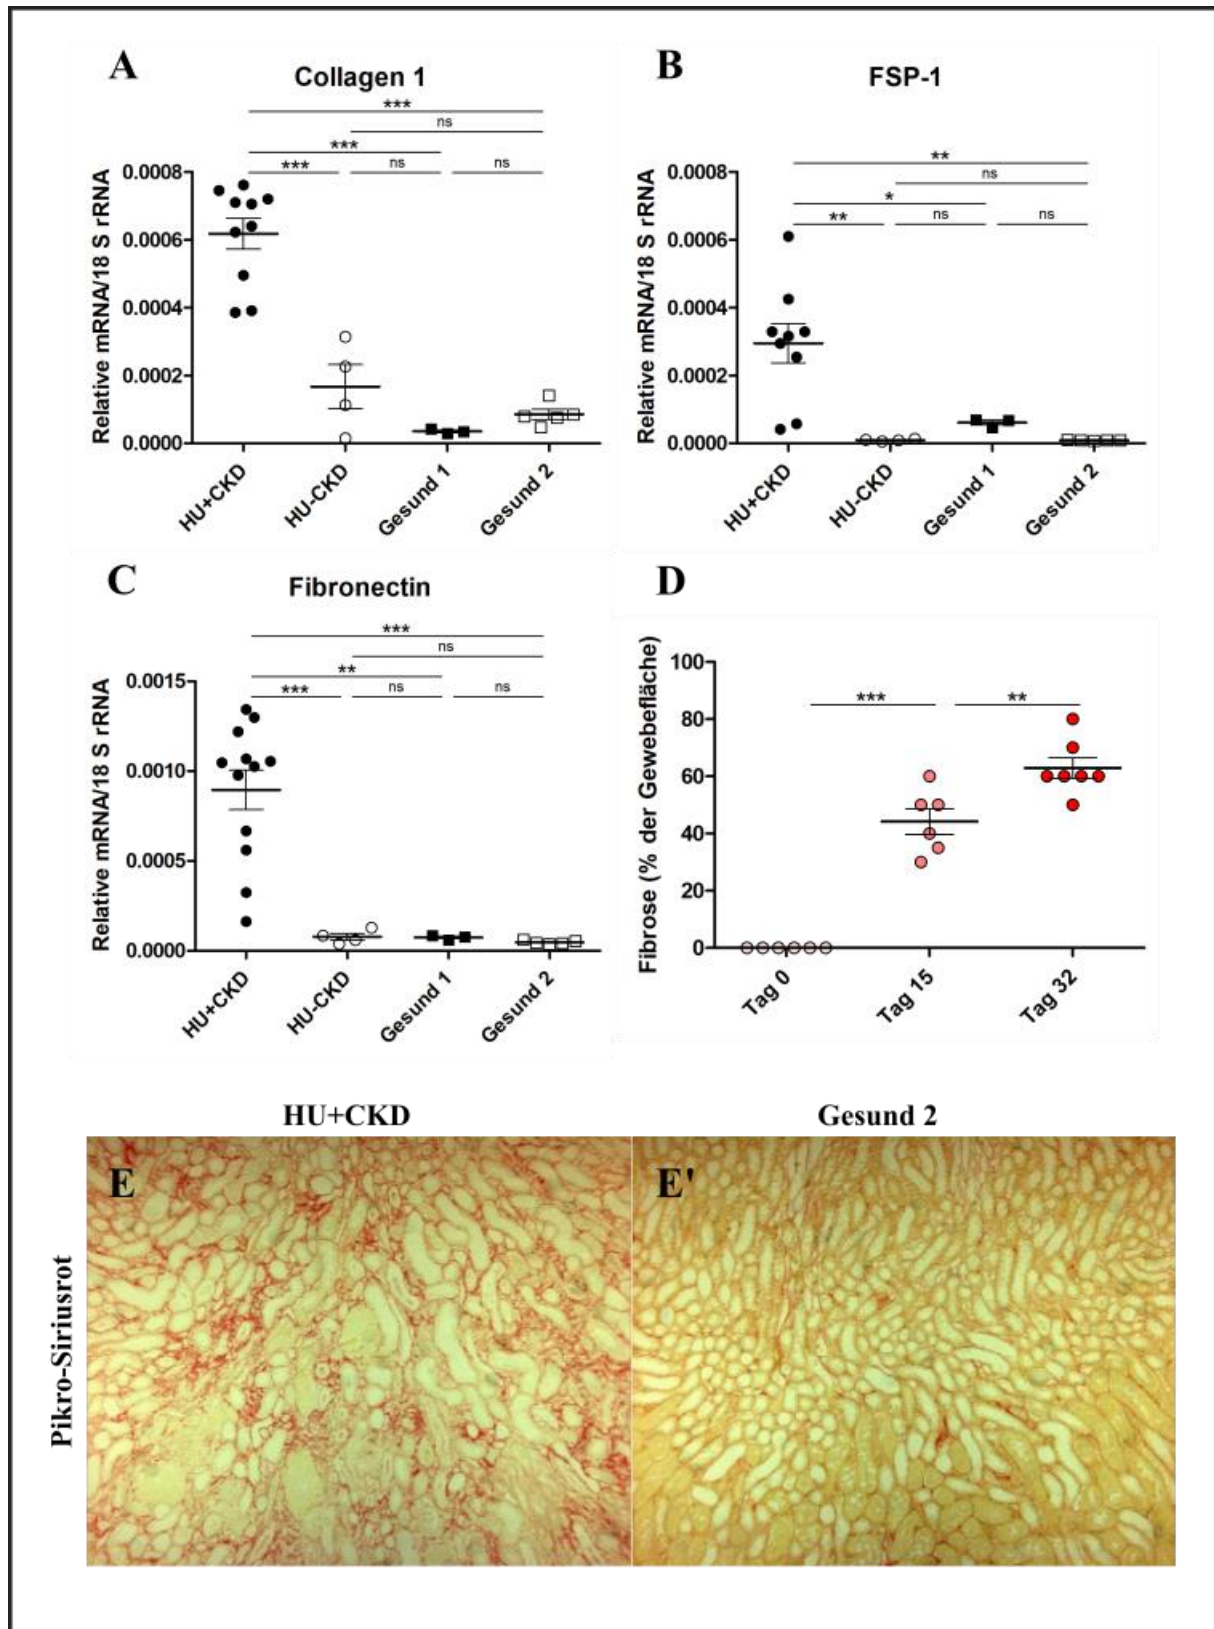 A
Collagen 1
***
ns
***
***
ns
ns
Relative mRNA/18 S rRNA
0.0008
0.0006
0.0004
0.0002
0.0000
HU+CKD
HU-CKD
Gesund 1
Gesund 2
B
FSP-1
**
ns
*
**
ns
ns
Relative mRNA/18 S rRNA
0.0008
0.0006
0.0004
0.0002
0.0000
HU+CKD
HU-CKD
Gesund 1
Gesund 2
C
Fibronectin
***
ns
**
***
ns
ns
Relative mRNA/18 S rRNA
0.0015
0.0010
0.0005
0.0000
HU+CKD
HU-CKD
Gesund 1
Gesund 2
D
***
**
Fibrose (% der Gewebefläche)
100
80
60
40
20
0
Tag 0
Tag 15
Tag 32
HU+CKD
Gesund 2
Pikro-Siriusrot
E
E'